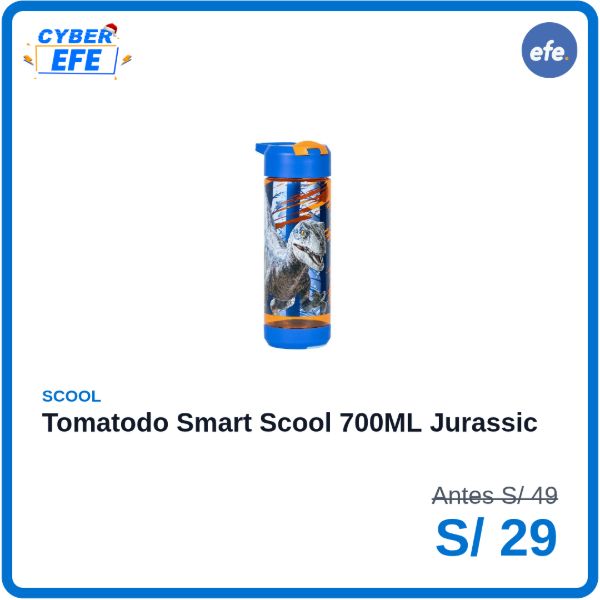 CYBER
EFE
efe.
SCOOL
Tomatodo Smart Scool 700ML Jurassic
Antes S/ 49
S/ 29